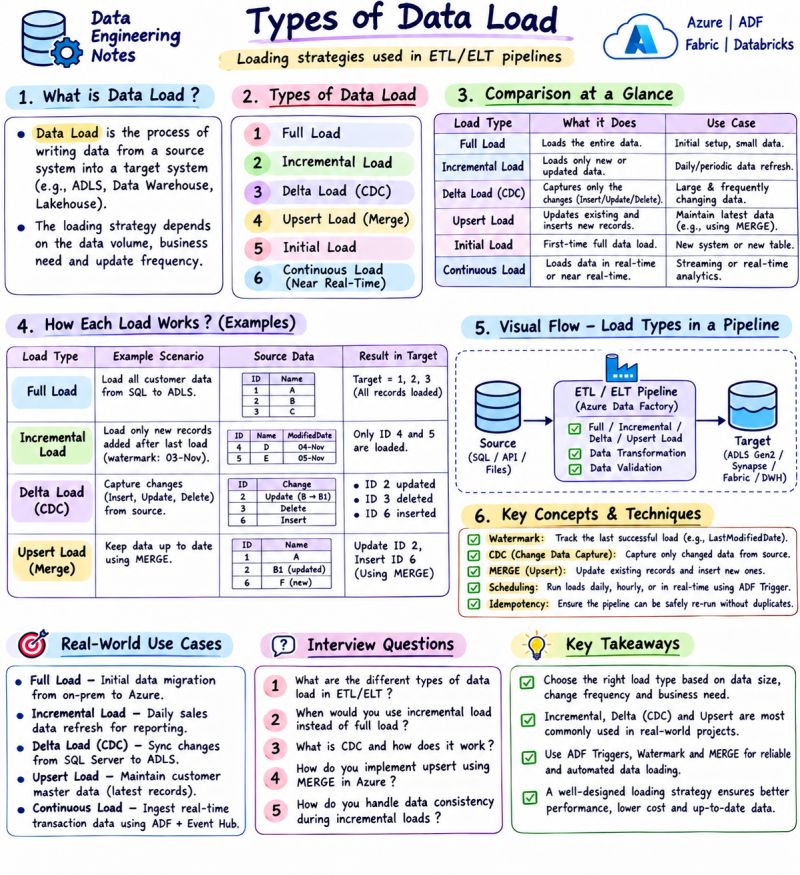 Data
Engineering
Notes
Types of Data Load
Loading strategies used in ETL/ELT pipelines
A
Azure | ADF
Fabric | Databricks
1. What is Data Load ?
• Data Load is the process of
writing data from a source
system into a target system
(e.g., ADLS, Data Warehouse,
Lakehouse).
• The loading strategy depends
on the data volume, business
need and update frequency.
2. Types of Data Load
1 Full Load
2 Incremental Load
3 Delta Load (CDC)
4 Upsert Load (Merge)
5 Initial Load
6 Continuous Load
(Near Real-Time)
3. Comparison at a Glance
Load Type What it Does Use Case
Full Load Loads the entire data. Initial setup, small data.
Incremental Load Loads only new or
updated data. Daily/periodic data refresh.
Delta Load (CDC) Captures only the
changes (Insert/Update/Delete). Large & frequently
changing data.
Upsert Load Updates existing and
inserts new records. Maintain latest data
(e.g., using MERGE).
Initial Load First-time full data load. New system or new table.
Continuous Load Loads data in real-time
or near real-time. Streaming or real-time
analytics.
4. How Each Load Works ? (Examples)
Load Type Example Scenario Source Data Result in Target
Full Load
Load all customer data
from SQL to ADLS.
ID Name
1 A
2 B
3 C
Target = 1, 2, 3
(All records loaded)
Incremental
Load
Load only new records
added after last load
(watermark: 03-Nov).
ID Name ModifiedDate
4 D 04-Nov
5 E 05-Nov
Only ID 4 and 5
are loaded.
Delta Load
(CDC)
Capture changes
(Insert, Update, Delete)
from source.
ID Change
2 Update (B → B1)
3 Delete
6 Insert
• ID 2 updated
• ID 3 deleted
• ID 6 inserted
Upsert Load
(Merge)
Keep data up to date
using MERGE.
ID Name
1 A
2 B1 (updated)
6 F (new)
Update ID 2,
Insert ID 6
(Using MERGE)
5. Visual Flow – Load Types in a Pipeline
Source
(SQL / API /
Files)
ETL / ELT Pipeline
(Azure Data Factory)
Full / Incremental /
Delta / Upsert Load
Data Transformation
Data Validation
Target
(ADLS Gen2 /
Synapse /
Fabric / DWH)
6. Key Concepts & Techniques
Watermark: Track the last successful load (e.g., LastModifiedDate).
CDC (Change Data Capture): Capture only changed data from source.
MERGE (Upsert): Update existing records and insert new ones.
Scheduling: Run loads daily, hourly, or in real-time using ADF Trigger.
Idempotency: Ensure the pipeline can be safely re-run without duplicates.
Real-World Use Cases
• Full Load – Initial data migration
from on-prem to Azure.
• Incremental Load – Daily sales
data refresh for reporting.
• Delta Load (CDC) – Sync changes
from SQL Server to ADLS.
• Upsert Load – Maintain customer
master data (latest records).
• Continuous Load – Ingest real-time
transaction data using ADF + Event Hub.
? Interview Questions
1 What are the different types of data
load in ETL/ELT ?
2 When would you use incremental load
instead of full load ?
3 What is CDC and how does it work ?
4 How do you implement upsert using
MERGE in Azure ?
5 How do you handle data consistency
during incremental loads ?
Key Takeaways
Choose the right load type based on data size,
change frequency and business need.
Incremental, Delta (CDC) and Upsert are most
commonly used in real-world projects.
Use ADF Triggers, Watermark and MERGE for reliable
and automated data loading.
A well-designed loading strategy ensures better
performance, lower cost and up-to-date data.